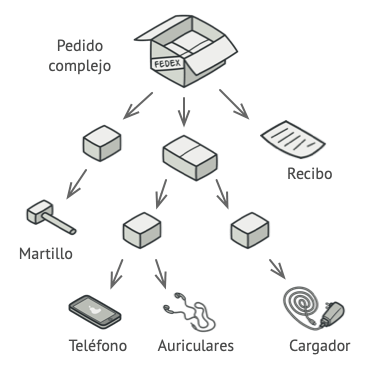 Pedido
complejo
FEDEX
Recibo
Martillo
Teléfono
Auriculares
Cargador